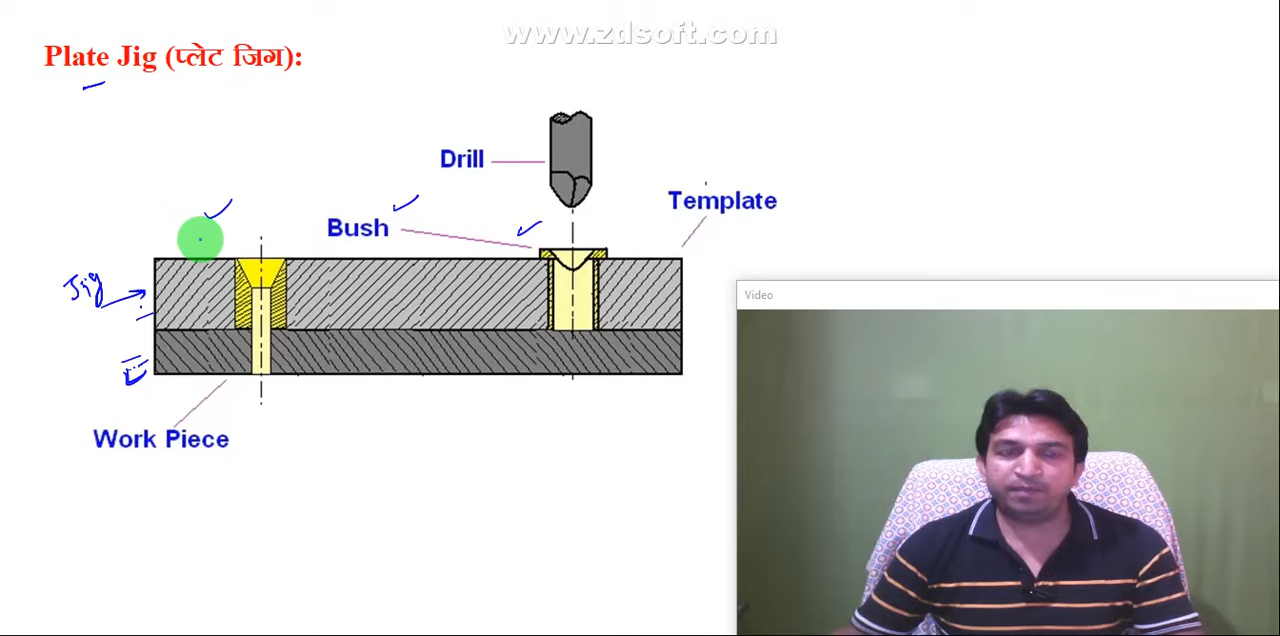 www.zdsoft.com
Plate Jig (प्लेट जिग):
Drill
Template
Bush
Jig
Video
Work Piece